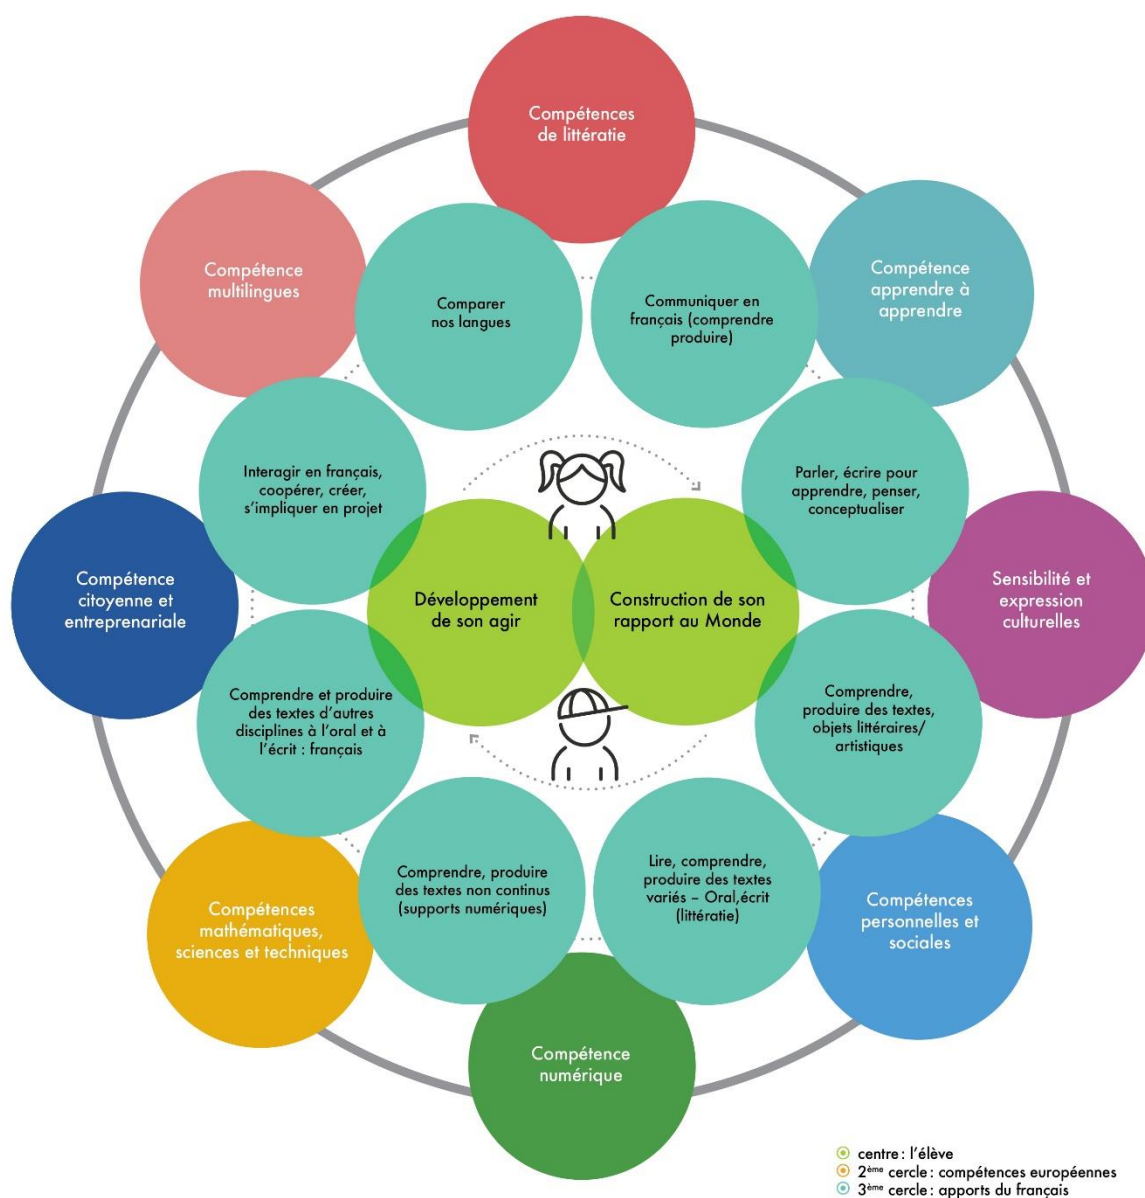 Compétences
de littératie
Compétence
multilingues
Compétence
apprendre à
apprendre
Comparer
nos langues
Communiquer en
français (comprendre
produire)
Interagir en français,
coopérer, créer,
s’impliquer en projet
Parler, écrire pour
apprendre, penser,
conceptualiser
Compétence
citoyenne et
entreprenariale
Développement
de son agir
Construction de son
rapport au Monde
Sensibilité et
expression
culturelles
Comprendre et produire
des textes d’autres
disciplines à l’oral et à
l’écrit : français
Comprendre,
produire des textes,
objets littéraires/
artistiques
Comprendre, produire
des textes non continus
(supports numériques)
Lire, comprendre,
produire des textes
variés – Oral,écrit
(littératie)
Compétences
mathématiques,
sciences et techniques
Compétences
personnelles et
sociales
Compétence
numérique
centre : l’élève
2ème cercle : compétences européennes
3ème cercle : apports du français